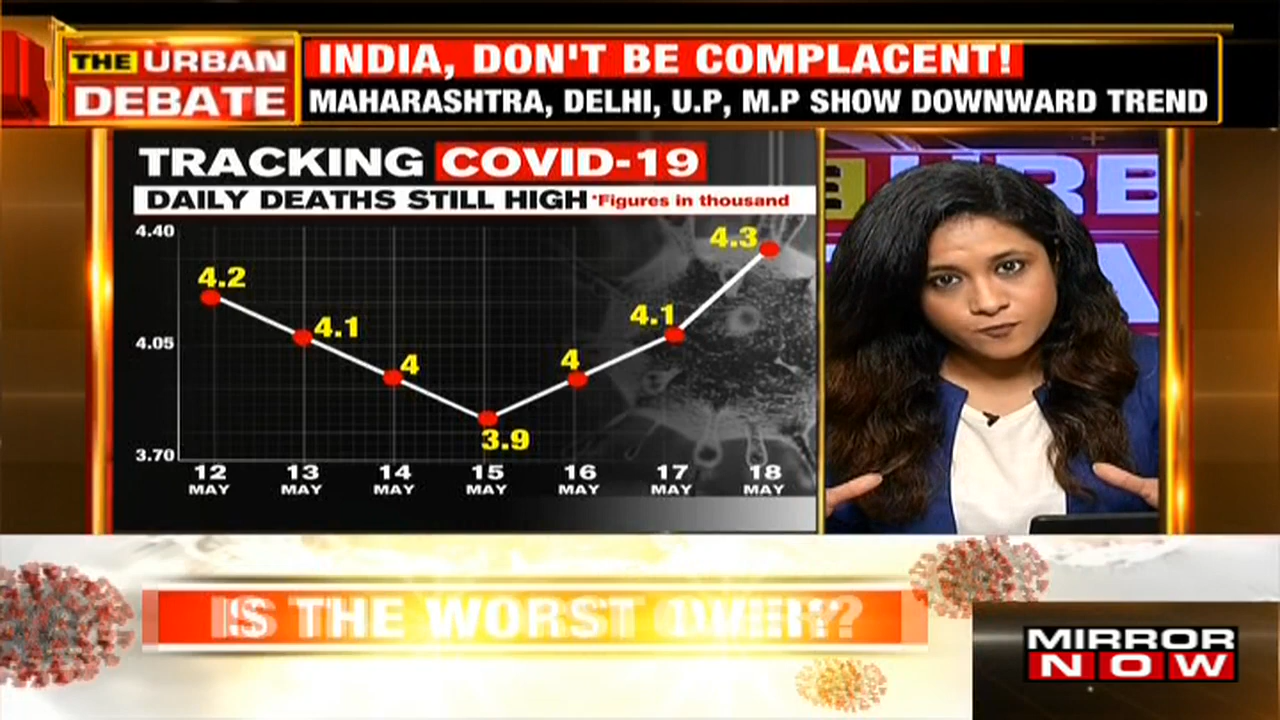 THE URBAN
DEBATE
INDIA, DON'T BE COMPLACENT!
MAHARASHTRA, DELHI, U.P, M.P SHOW DOWNWARD TREND
TRACKING COVID-19
DAILY DEATHS STILL HIGH *Figures in thousand
4.40
4.05
3.70
4.2
4.1
4
3.9
4
4.1
4.3
12 MAY
13 MAY
14 MAY
15 MAY
16 MAY
17 MAY
18 MAY
IS THE WORST OVER?
MIRROR
NOW